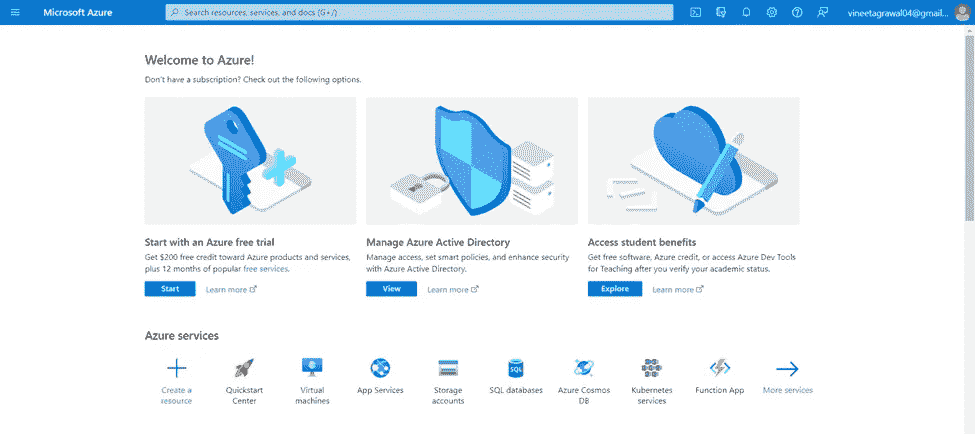 Microsoft Azure
Search resources, services, and docs (G+/)
vineetagrawal04@gmail...
Welcome to Azure!
Don't have a subscription? Check out the following options.
Start with an Azure free trial
Get $200 free credit toward Azure products and services,
plus 12 months of popular free services.
Start
Learn more
Manage Azure Active Directory
Manage access, set smart policies, and enhance security
with Azure Active Directory.
View
Learn more
Access student benefits
Get free software, Azure credit, or access Azure Dev Tools
for Teaching after you verify your academic status.
Explore
Learn more
Azure services
Create a
resource
Quickstart
Center
Virtual
machines
App Services
Storage
accounts
SQL
SQL databases
Azure Cosmos
DB
Kubernetes
services
Function App
More services